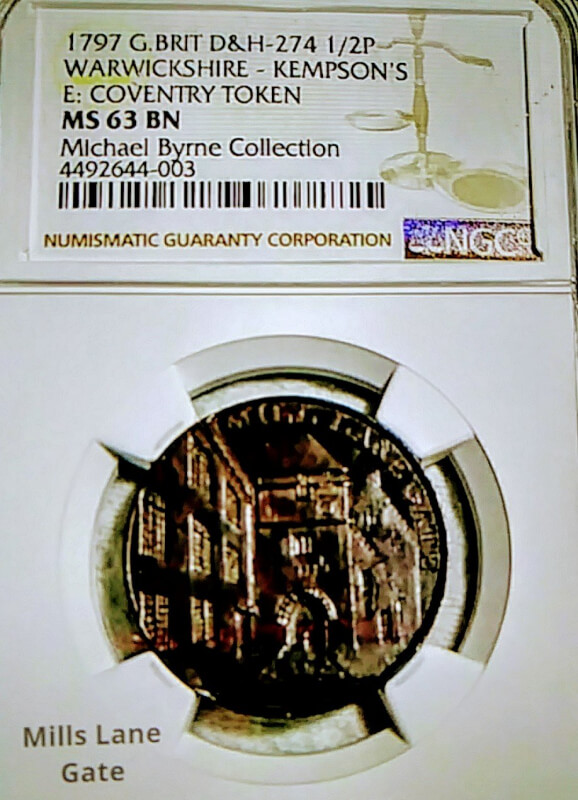 1797 G.BRIT D&H-274 1/2P
WARWICKSHIRE - KEMPSON'S
E: COVENTRY TOKEN
MS 63 BN
Michael Byrne Collection
4492644-003
NUMISMATIC GUARANTY CORPORATION
NGC
Mills Lane
Gate